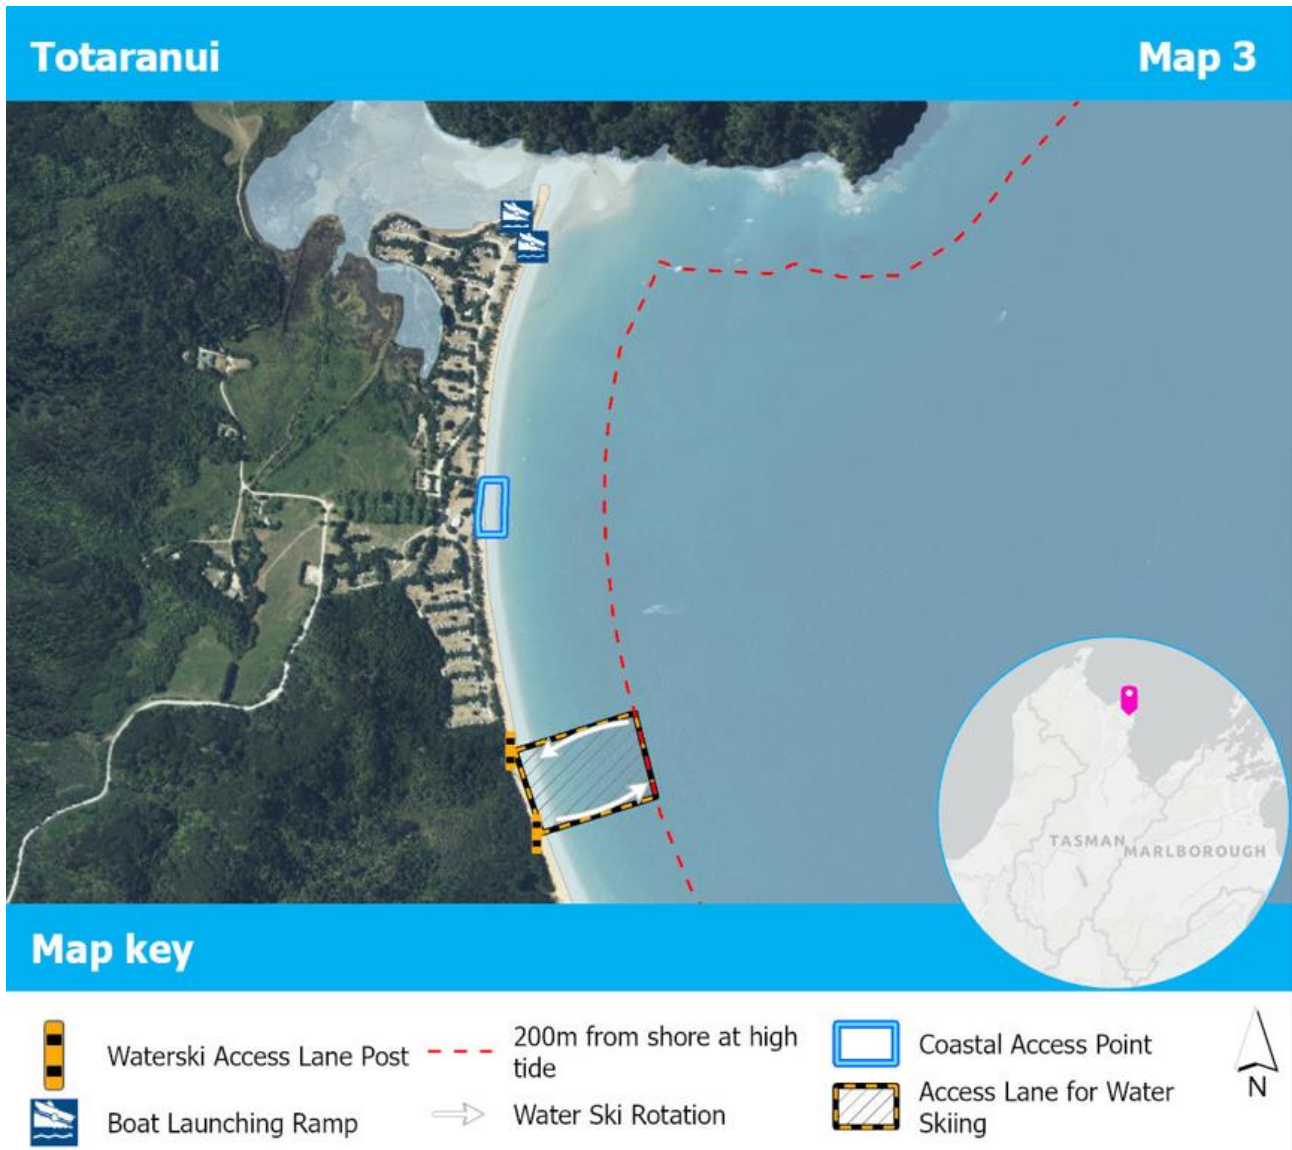 Totaranui
Map 3
TASMAN
MARLBOROUGH
Map key
Waterski Access Lane Post
200m from shore at high
tide
Coastal Access Point
Boat Launching Ramp
Water Ski Rotation
Access Lane for Water
Skiing
N